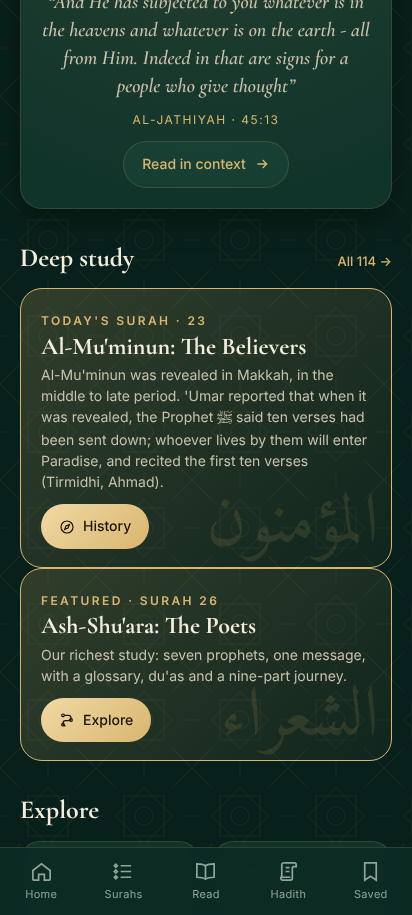 “And He has subjected to you whatever is in
the heavens and whatever is on the earth - all
from Him. Indeed in that are signs for a
people who give thought”
AL-JATHIYAH · 45:13
Read in context →
Deep study
All 114 →
TODAY'S SURAH · 23
Al-Mu'minun: The Believers
Al-Mu'minun was revealed in Makkah, in the
middle to late period. 'Umar reported that when it
was revealed, the Prophet ﷺ said ten verses had
been sent down; whoever lives by them will enter
Paradise, and recited the first ten verses
(Tirmidhi, Ahmad).
المؤمنون
History
FEATURED · SURAH 26
Ash-Shu'ara: The Poets
Our richest study: seven prophets, one message,
with a glossary, du'as and a nine-part journey.
الشعراء
Explore
Explore
Home
Surahs
Read
Hadith
Saved